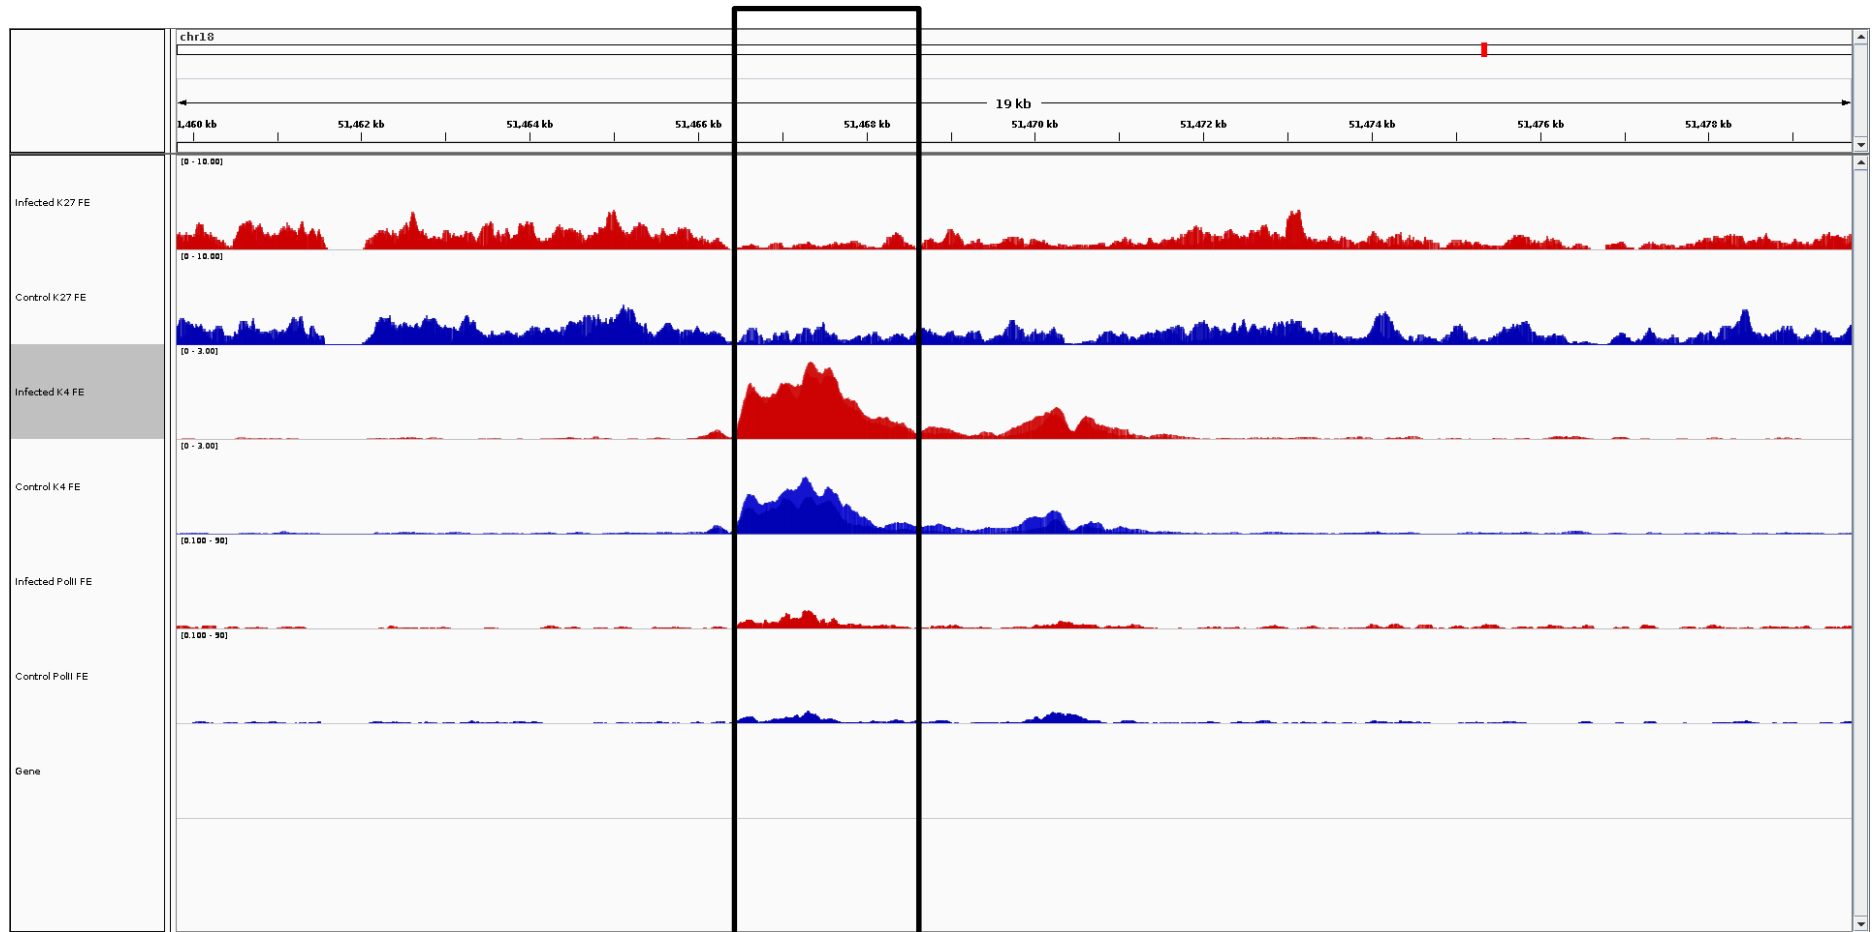 chr18
19 kb
1,460 kb 51,462 kb 51,464 kb 51,466 kb 51,468 kb 51,470 kb 51,472 kb 51,474 kb 51,476 kb 51,478 kb
[0 - 10.00]
Infected K27 FE
[0 - 10.00]
Control K27 FE
[0 - 3.00]
Infected K4 FE
[0 - 3.00]
Control K4 FE
[0.100 - 90]
Infected PolII FE
[0.100 - 90]
Control PolII FE
Gene